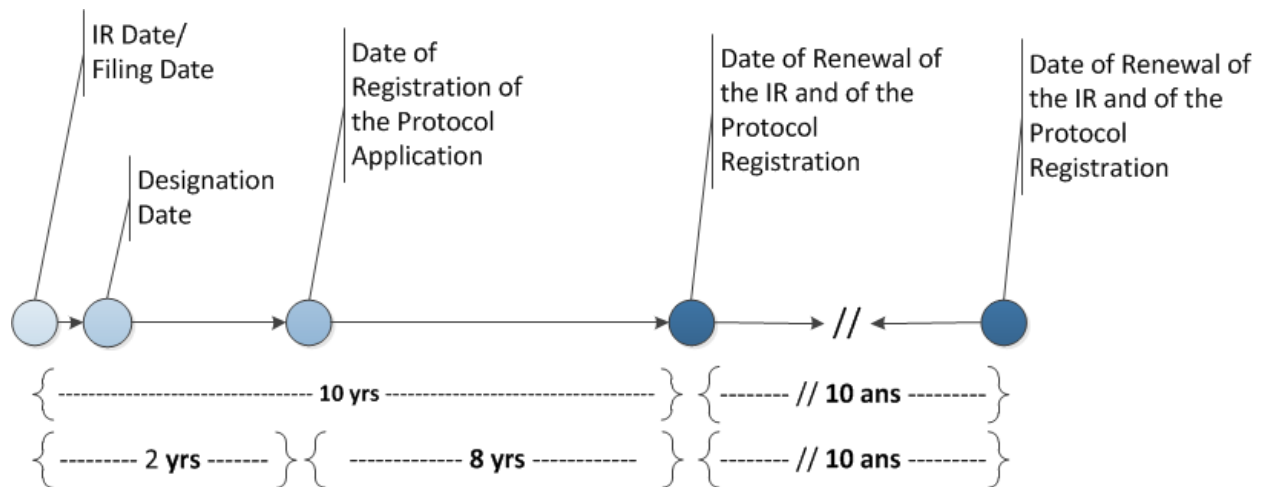 IR Date/
Filing Date
Designation
Date
Date of
Registration of
the Protocol
Application
Date of Renewal of
the IR and of the
Protocol
Registration
Date of Renewal of
the IR and of the
Protocol
Registration
//
10 yrs
// 10 ans
2 yrs
8 yrs
// 10 ans